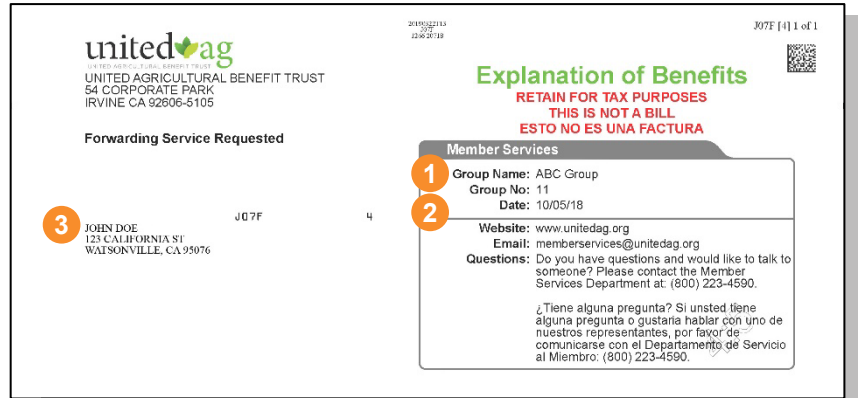 20190322T13
J07F
1266 20718
J07F [4] 1 of 1
unitedag
UNITED AGRICULTURAL BENEFIT TRUST
UNITED AGRICULTURAL BENEFIT TRUST
54 CORPORATE PARK
IRVINE CA 92606-5105
Forwarding Service Requested
Explanation of Benefits
RETAIN FOR TAX PURPOSES
THIS IS NOT A BILL
ESTO NO ES UNA FACTURA
Member Services
1
Group Name: ABC Group
Group No: 11
2
Date: 10/05/18
3
J07F 4
JOHN DOE
123 CALIFORNIA ST
WATSONVILLE, CA 95076
Website: www.unitedag.org
Email: memberservices@unitedag.org
Questions: Do you have questions and would like to talk to
someone? Please contact the Member
Services Department at: (800) 223-4590.
¿Tiene alguna pregunta? Si unsted tiene
alguna pregunta o gustaria hablar con uno de
nuestros representantes, por favor de
comunicarse con el Departamento de Servicio
al Miembro: (800) 223-4590.